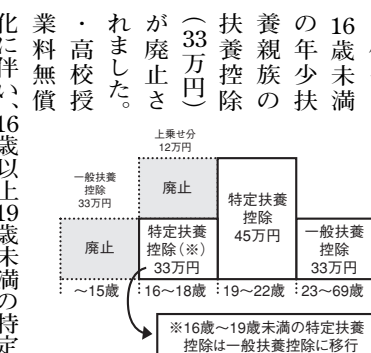 16歳未満
の年少扶
養親族の
扶養控除
（33万円）
が廃止さ
れました。
・高校授
業料無償
化に伴い、16歳以上19歳未満の特定
上乗せ分
12万円
一般扶養
控除
33万円
廃止
廃止
特定扶養
控除（※）
33万円
特定扶養
控除
45万円
一般扶養
控除
33万円
～15歳
16～18歳
19～22歳
23～69歳
※16歳～19歳未満の特定扶養
控除は一般扶養控除に移行